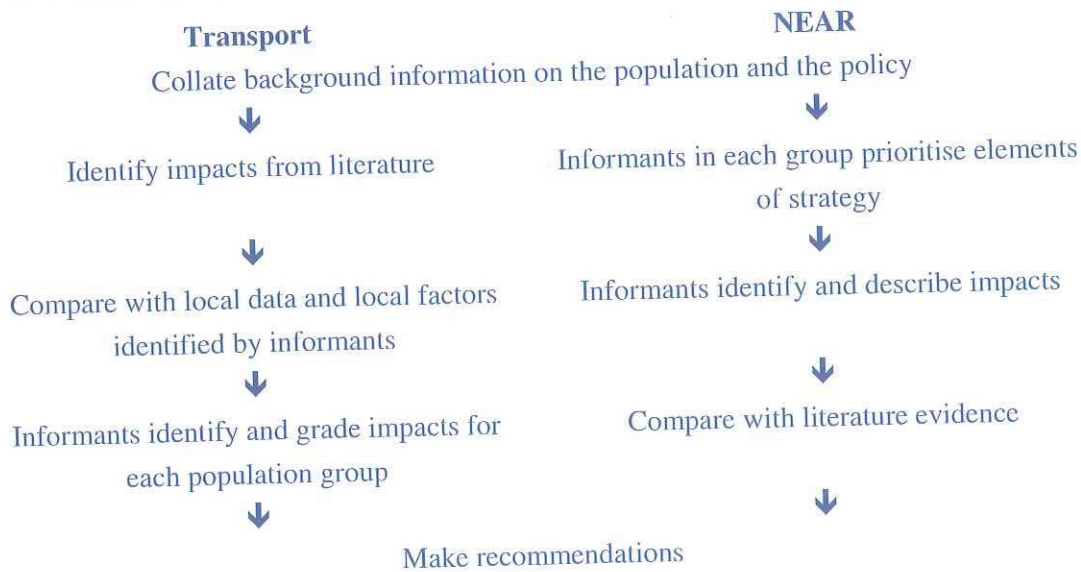 Transport
NEAR
Collate background information on the population and the policy
Identify impacts from literature
Informants in each group prioritise elements
of strategy
Compare with local data and local factors
identified by informants
Informants identify and describe impacts
Informants identify and grade impacts for
each population group
Compare with literature evidence
Make recommendations